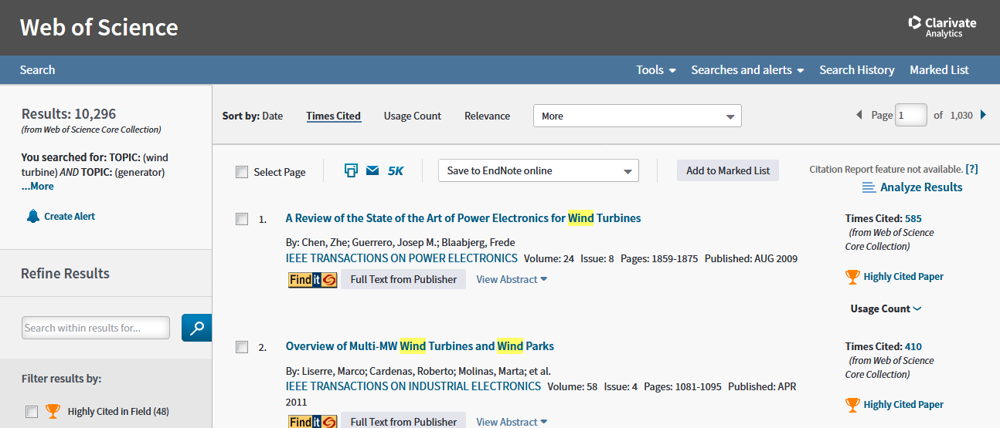 Web of Science
Clarivate
Analytics
Search
Tools
Searches and alerts
Search History
Marked List
Results: 10,296
(from Web of Science Core Collection)
You searched for: TOPIC: (wind
turbine) AND TOPIC: (generator)
...More
Create Alert
Refine Results
Search within results for...
Filter results by:
Highly Cited in Field (48)
Sort by: Date Times Cited Usage Count Relevance More
Page 1 of 1,030
Select Page
5K
Save to EndNote online
Add to Marked List
Citation Report feature not available. [?]
Analyze Results
1. A Review of the State of the Art of Power Electronics for Wind Turbines
By: Chen, Zhe; Guerrero, Josep M.; Blaabjerg, Frede
IEEE TRANSACTIONS ON POWER ELECTRONICS Volume: 24 Issue: 8 Pages: 1859-1875 Published: AUG 2009
Find it S Full Text from Publisher View Abstract
Times Cited: 585
(from Web of Science
Core Collection)
Highly Cited Paper
Usage Count
2. Overview of Multi-MW Wind Turbines and Wind Parks
By: Liserre, Marco; Cardenas, Roberto; Molinas, Marta; et al.
IEEE TRANSACTIONS ON INDUSTRIAL ELECTRONICS Volume: 58 Issue: 4 Pages: 1081-1095 Published: APR
2011
Find it S Full Text from Publisher View Abstract
Times Cited: 410
(from Web of Science
Core Collection)
Highly Cited Paper